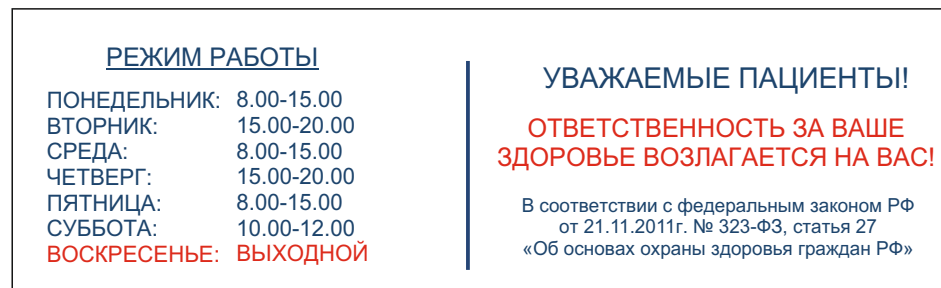 РЕЖИМ РАБОТЫ
ПОНЕДЕЛЬНИК: 8.00-15.00
ВТОРНИК: 15.00-20.00
СРЕДА: 8.00-15.00
ЧЕТВЕРГ: 15.00-20.00
ПЯТНИЦА: 8.00-15.00
СУББОТА: 10.00-12.00
ВОСКРЕСЕНЬЕ: ВЫХОДНОЙ
УВАЖАЕМЫЕ ПАЦИЕНТЫ!
ОТВЕТСТВЕННОСТЬ ЗА ВАШЕ
ЗДОРОВЬЕ ВОЗЛАГАЕТСЯ НА ВАС!
В соответствии с федеральным законом РФ
от 21.11.2011г. № 323-ФЗ, статья 27
«Об основах охраны здоровья граждан РФ»